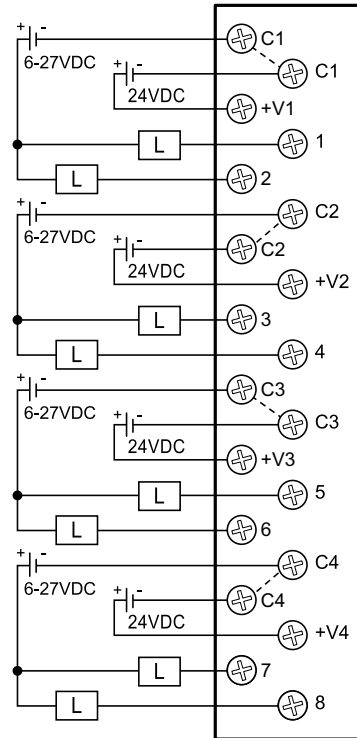 + - C1
6-27VDC + - C1
24VDC +V1
L 1
L 2
+ - C2
6-27VDC + - C2
24VDC +V2
L 3
L 4
+ - C3
6-27VDC + - C3
24VDC +V3
L 5
L 6
+ - C4
6-27VDC + - C4
24VDC +V4
L 7
L 8